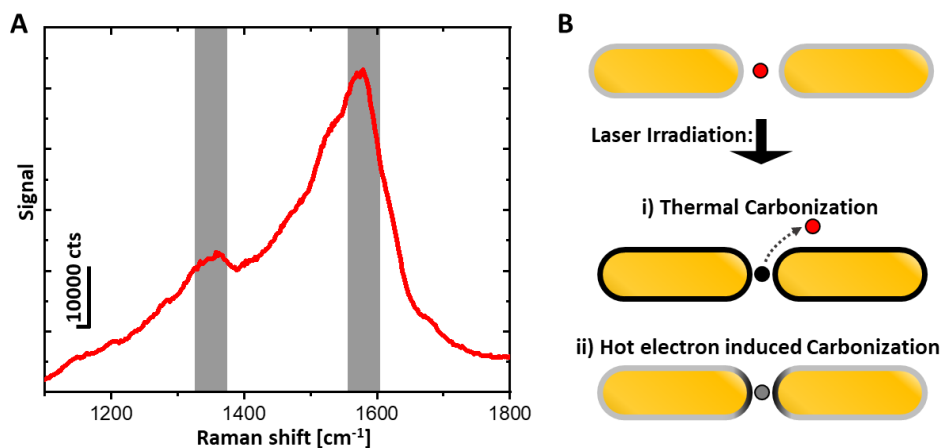 A
Signal
10000 cts
1200
1400
1600
1800
Raman shift [cm-1]
B
Laser Irradiation:
i) Thermal Carbonization
ii) Hot electron induced Carbonization